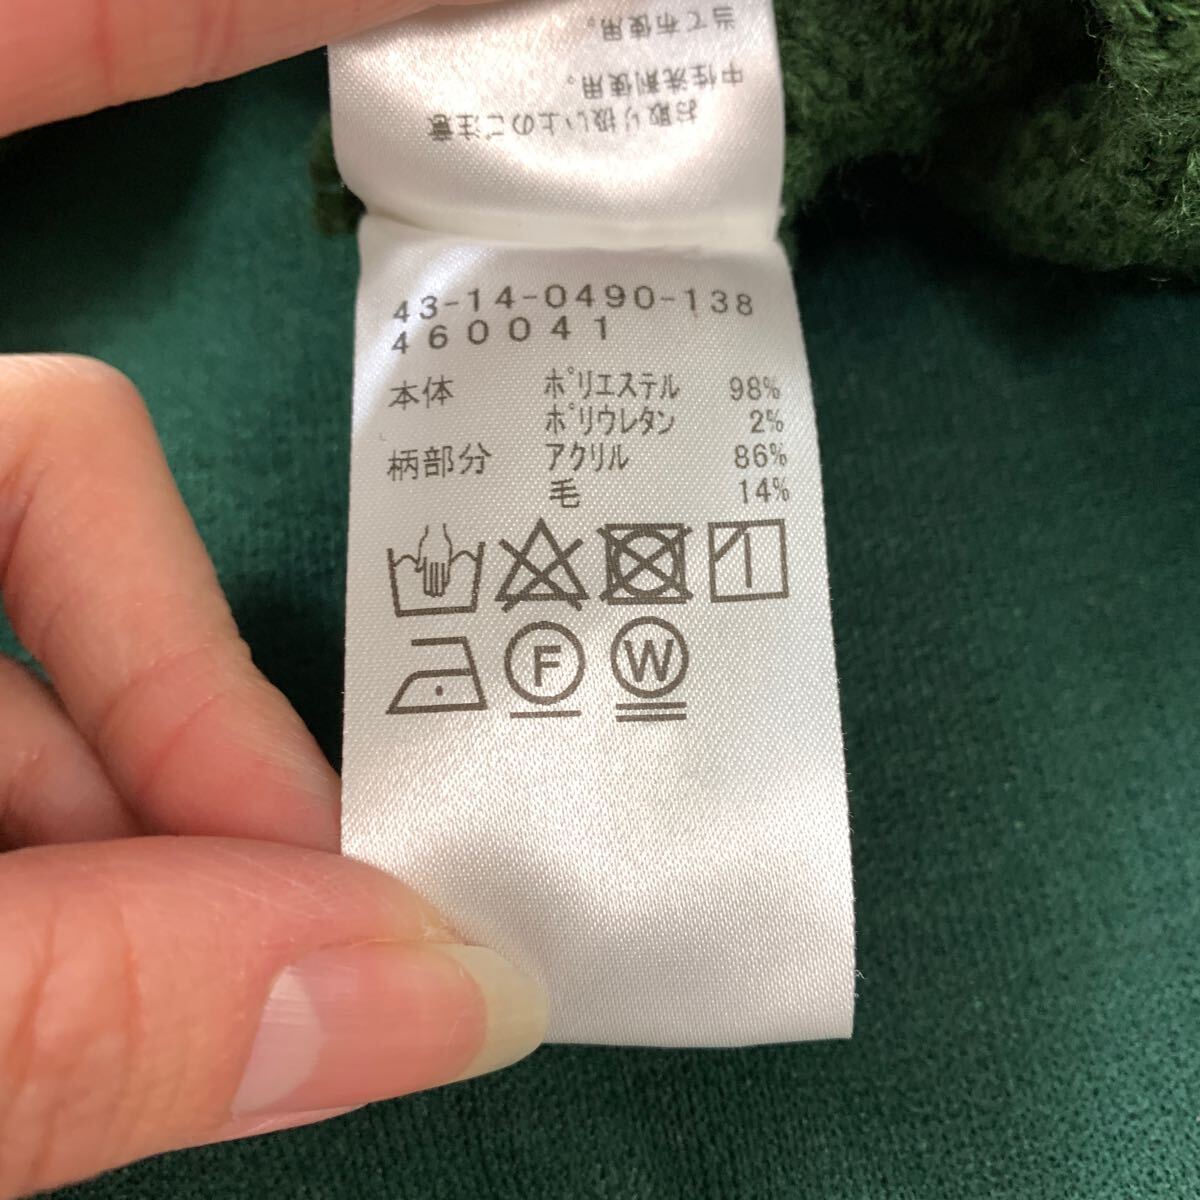 お取り扱い上のご注意
中性洗剤使用。
当て布使用。
43-14-0490-138
460041
本体 ポリエステル 98%
ポリウレタン 2%
柄部分 アクリル 86%
毛 14%
F W